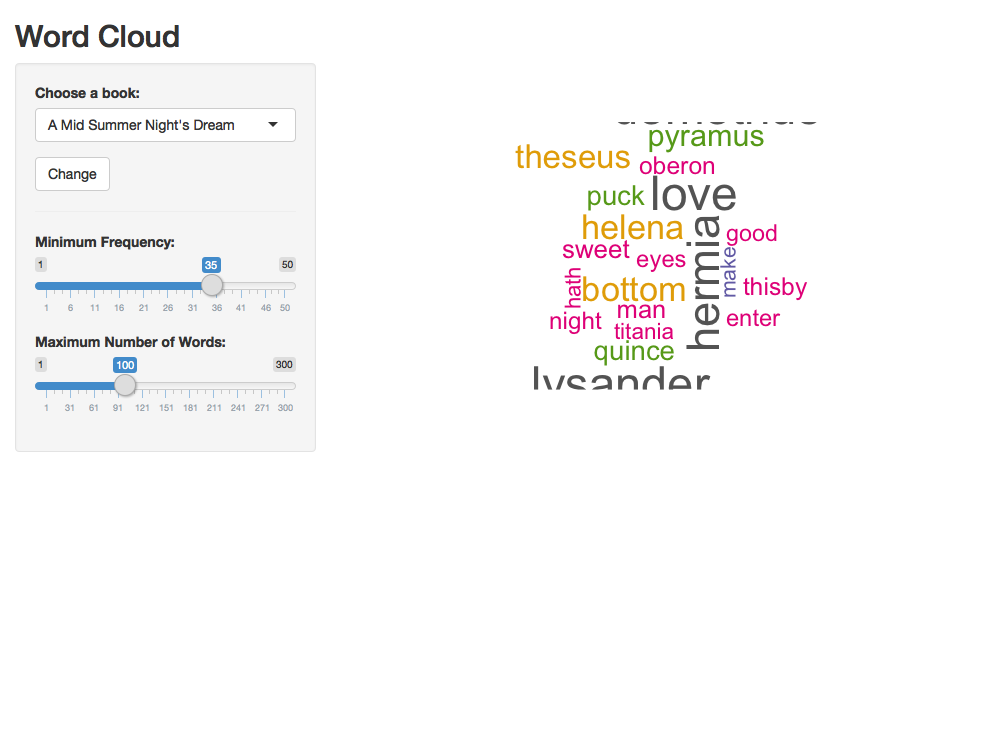 Word Cloud
Choose a book:
A Mid Summer Night's Dream
Change
Minimum Frequency:
1 35 50
1 6 11 16 21 26 31 36 41 46 50
Maximum Number of Words:
1 100 300
1 31 61 91 121 151 181 211 241 271 300
pyramus
theseus
oberon
puck
love
helena
good
sweet
eyes
hermia
make
hath
bottom
thisby
man
night
enter
titania
quince
lysander